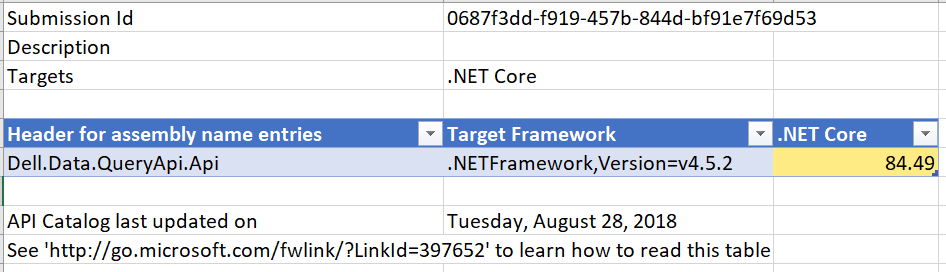 Submission Id 0687f3dd-f919-457b-844d-bf91e7f69d53
Description
Targets .NET Core
Header for assembly name entries Target Framework .NET Core
Dell.Data.QueryApi.Api .NETFramework,Version=v4.5.2 84.49
API Catalog last updated on Tuesday, August 28, 2018
See 'http://go.microsoft.com/fwlink/?LinkId=397652' to learn how to read this table